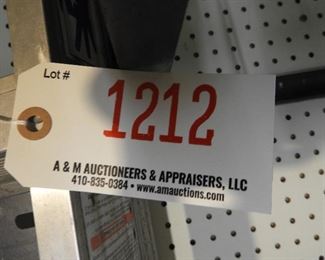 Lot #
1212
A & M AUCTIONEERS & APPRAISERS, LLC
410-835-0384 • www.amauctions.com